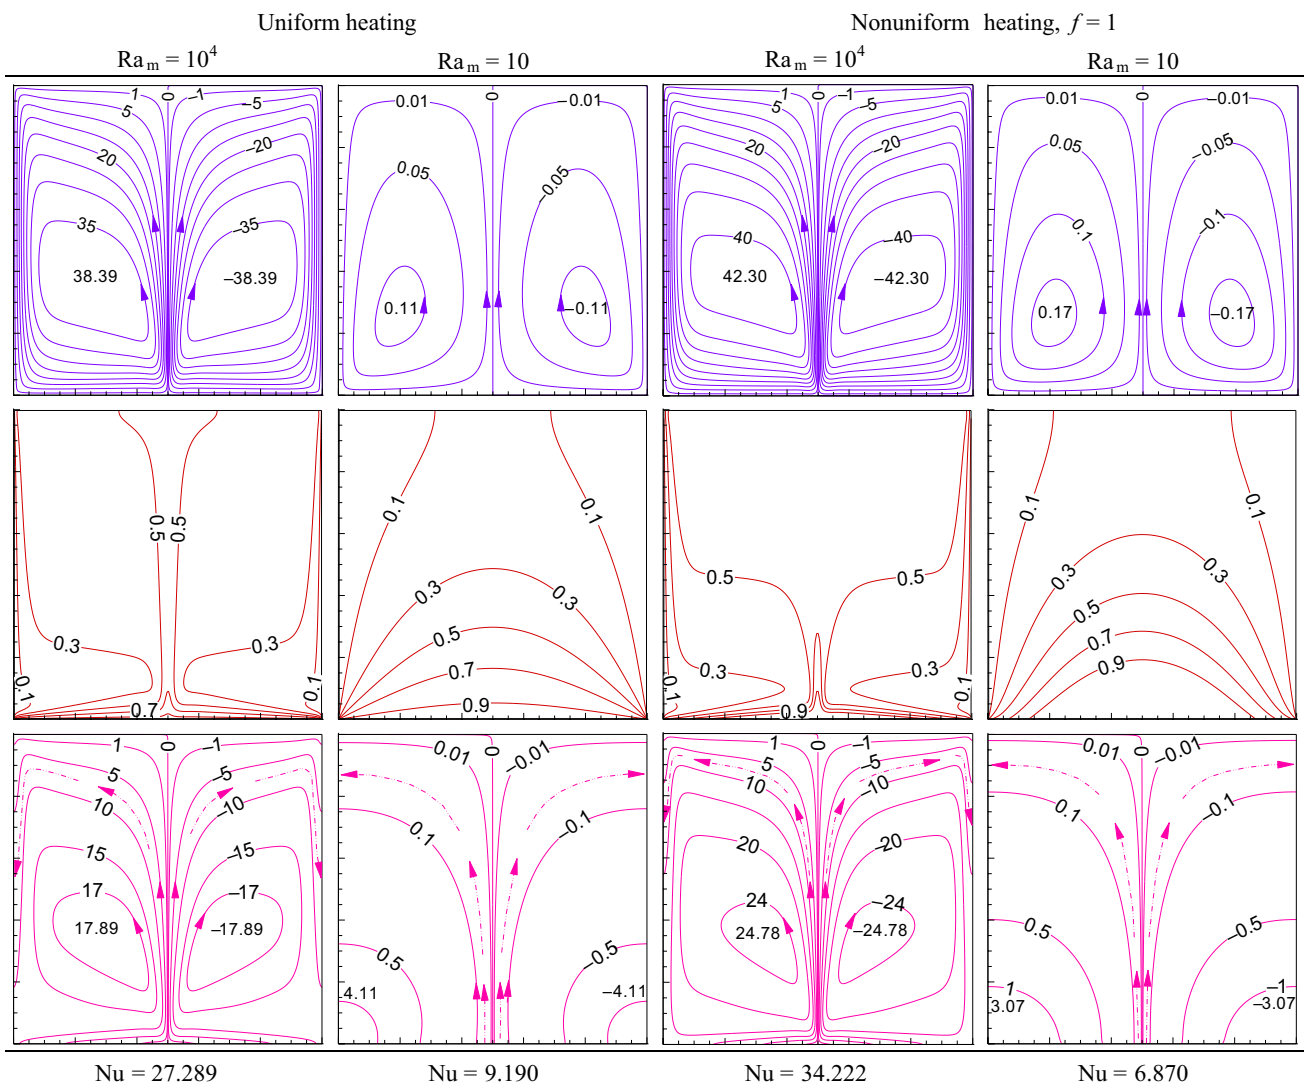 Uniform heating Nonuniform heating, f = 1
Ra_m = 10^4 Ra_m = 10 Ra_m = 10^4 Ra_m = 10
1 0 –1 0.01 0 –0.01 1 0 –1 0.01 0 –0.01
5 –5 5 –5
20 –20 0.05 –0.05 20 –20 0.05 –0.05
35 –35 40 –40 0.1 –0.1
38.39 –38.39 0.11 –0.11 42.30 –42.30 0.17 –0.17
0.5 0.5 0.1 0.1 0.1 0.1
0.3 0.3 0.5 0.5 0.3 0.3
0.3 0.3 0.5 0.5
0.1 0.1 0.7 0.1 0.3 0.3 0.1 0.7
0.7 0.9 0.9 0.9
1 0 –1 0.01 0 –0.01 1 0 –1 0.01 0 –0.01
5 –5 5 –5
10 –10 0.1 –0.1 10 –10 0.1 –0.1
15 –15 20 –20
17 –17 24 –24
17.89 –17.89 0.5 –0.5 24.78 –24.78 0.5 –0.5
4.11 –4.11 1 –1
3.07 –3.07
Nu = 27.289 Nu = 9.190 Nu = 34.222 Nu = 6.870